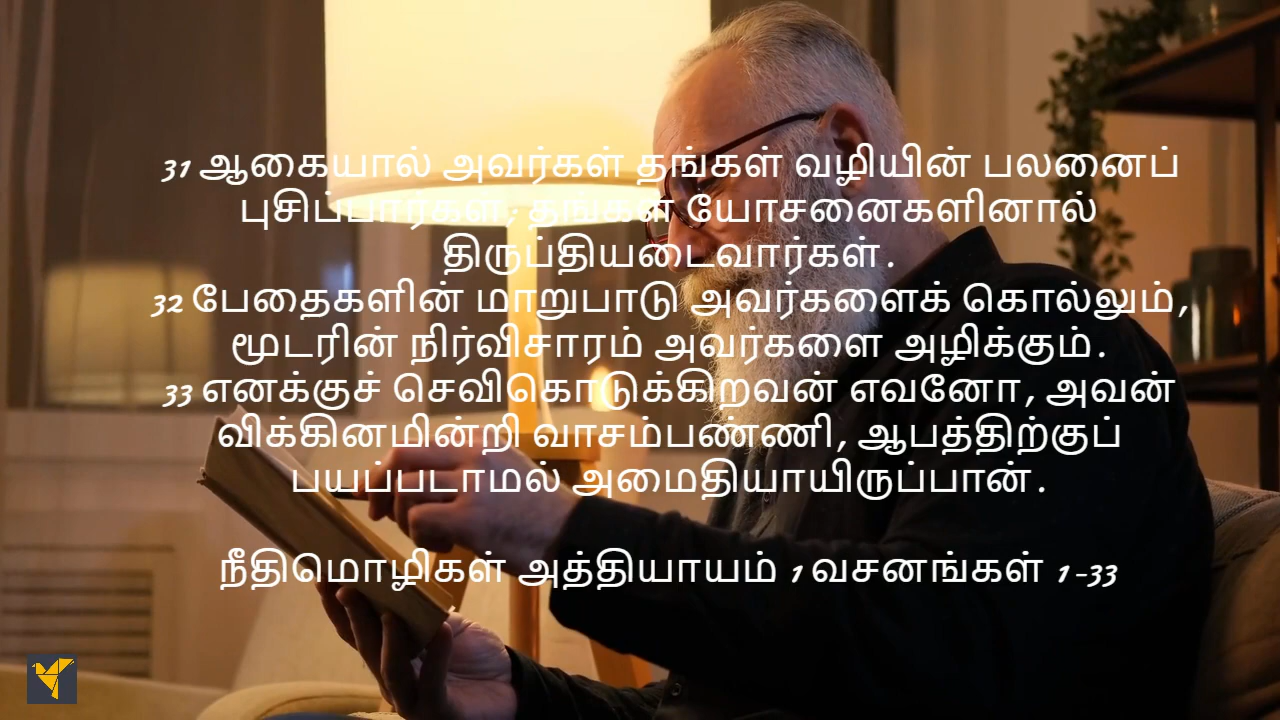 31 ஆகையால் அவர்கள் தங்கள் வழியின் பலனைப்
புசிப்பார்கள்; தங்கள் யோசனைகளினால்
திருப்தியடைவார்கள்.
32 பேதைகளின் மாறுபாடு அவர்களைக் கொல்லும்,
மூடரின் நிர்விசாரம் அவர்களை அழிக்கும்.
33 எனக்குச் செவிகொடுக்கிறவன் எவனோ, அவன்
விக்கினமின்றி வாசம்பண்ணி, ஆபத்திற்குப்
பயப்படாமல் அமைதியாயிருப்பான்.
நீதிமொழிகள் அத்தியாயம் 1 வசனங்கள் 1-33